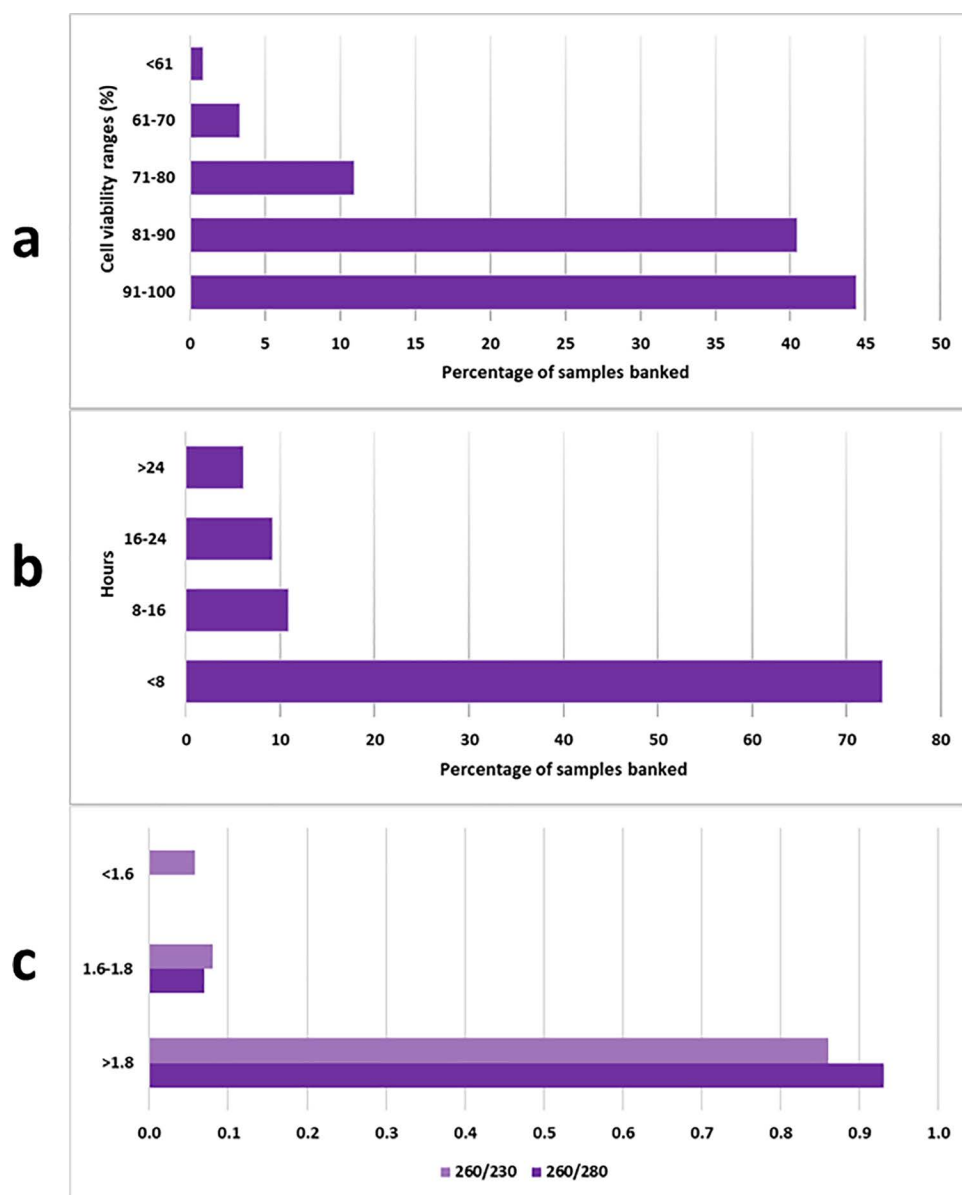 a
Cell viability ranges (%)
<61
61-70
71-80
81-90
91-100
0 5 10 15 20 25 30 35 40 45 50
Percentage of samples banked
b
Hours
>24
16-24
8-16
<8
0 10 20 30 40 50 60 70 80
Percentage of samples banked
c
<1.6
1.6-1.8
>1.8
0.0 0.1 0.2 0.3 0.4 0.5 0.6 0.7 0.8 0.9 1.0
260/230 260/280